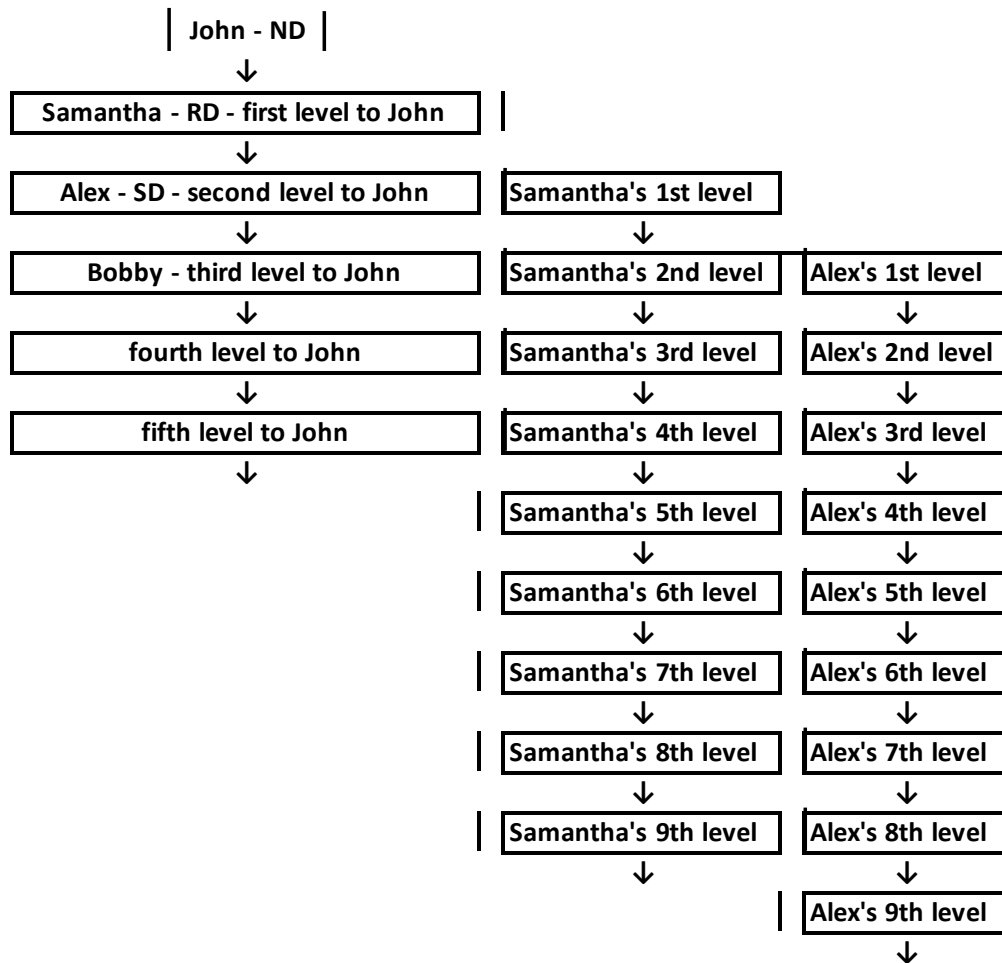 John - ND
Samantha - RD - first level to John
Alex - SD - second level to John Samantha's 1st level
Bobby - third level to John Samantha's 2nd level Alex's 1st level
fourth level to John Samantha's 3rd level Alex's 2nd level
fifth level to John Samantha's 4th level Alex's 3rd level
Samantha's 5th level Alex's 4th level
Samantha's 6th level Alex's 5th level
Samantha's 7th level Alex's 6th level
Samantha's 8th level Alex's 7th level
Samantha's 9th level Alex's 8th level
Alex's 9th level